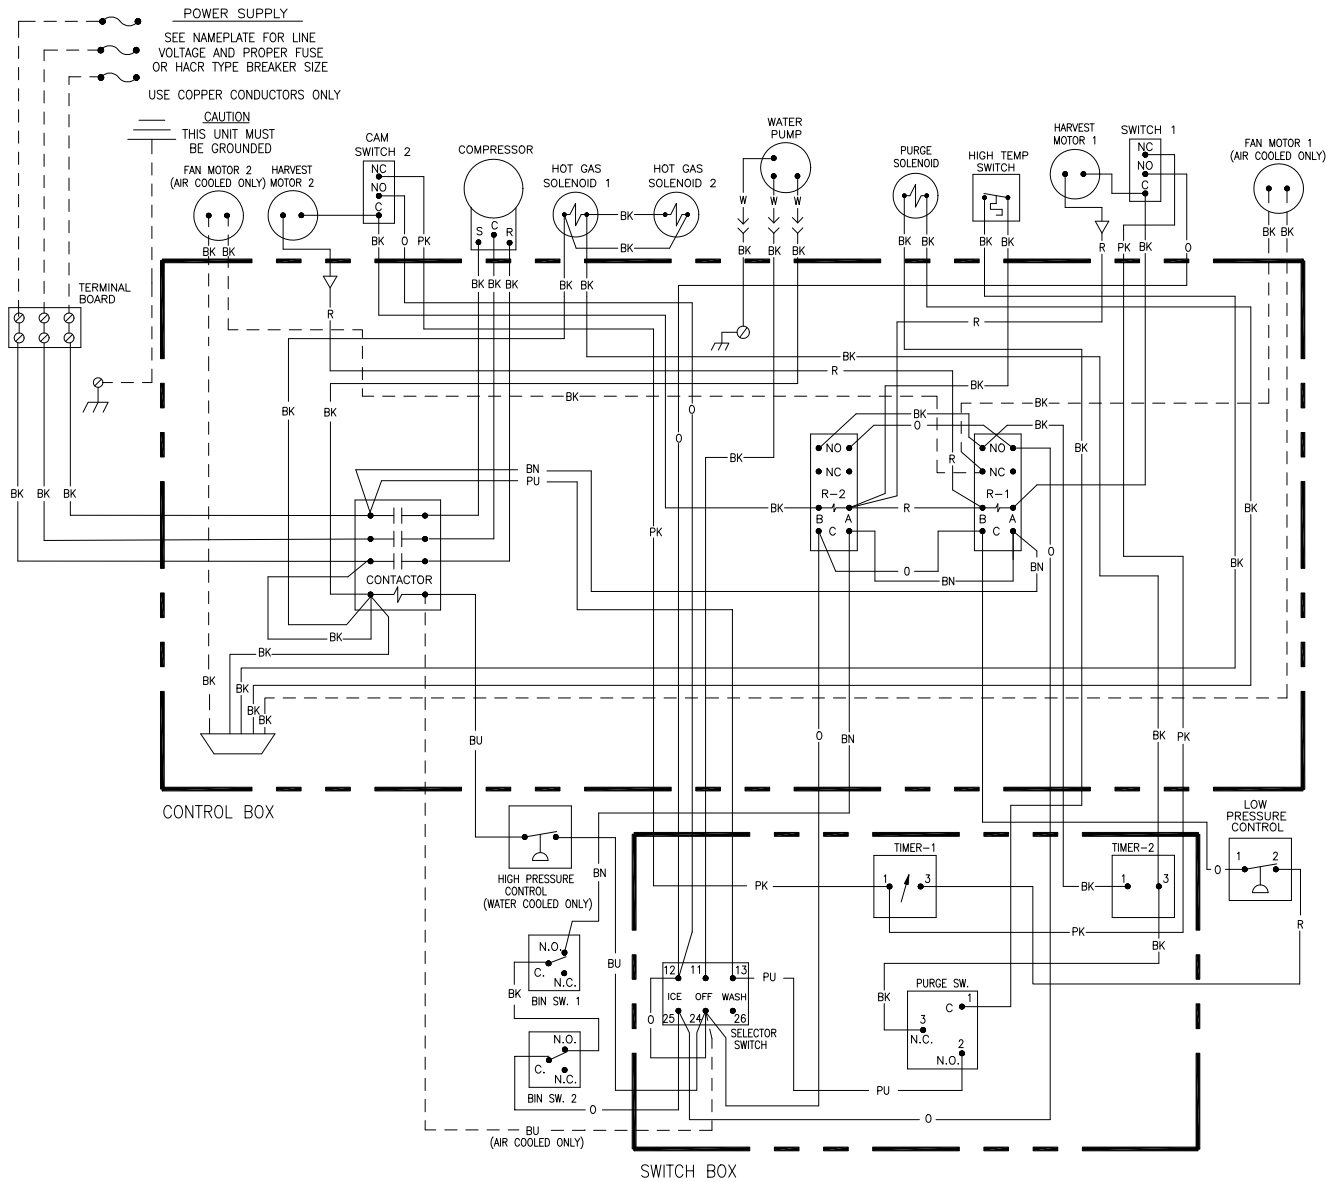 POWER SUPPLY
SEE NAMEPLATE FOR LINE
VOLTAGE AND PROPER FUSE
OR HACR TYPE BREAKER SIZE
USE COPPER CONDUCTORS ONLY
CAUTION
THIS UNIT MUST
BE GROUNDED
FAN MOTOR 2
(AIR COOLED ONLY)
HARVEST
MOTOR 2
CAM
SWITCH 2
NC
NO
C
COMPRESSOR
S C R
HOT GAS
SOLENOID 1
HOT GAS
SOLENOID 2
BK
BK
WATER
PUMP
W W W
PURGE
SOLENOID
HIGH TEMP
SWITCH
HARVEST
MOTOR 1
SWITCH 1
NC
NO
C
FAN MOTOR 1
(AIR COOLED ONLY)
BK BK
BK O PK
BK BK BK
BK BK
BK BK
R PK BK O
BK BK
TERMINAL
BOARD
BK BK BK
BK BK
R
R
BK
R
BK
BK
BK
BK
BK
O
O
BK
O
BK
BK
BK
R
NO
NC
R-2
B A
C
NO
NC
R-1
B A
C
BK
R
BN
PU
BK BK BK
PK
BK
BK
O
BN
O
BN
CONTACTOR
BK
BK
BK
BK
BK
BK
BU
O
BN
BK
PK
CONTROL BOX
HIGH PRESSURE
CONTROL
(WATER COOLED ONLY)
BN
TIMER-1
1 3
PK
TIMER-2
1 3
BK
LOW
PRESSURE
CONTROL
1 2
O
R
PK
BK
N.O.
C.
N.C.
BIN SW. 1
BK
BU
N.O.
C.
N.C.
BIN SW. 2
O
BU
(AIR COOLED ONLY)
12 11 13
ICE OFF WASH
25 24 26
SELECTOR
SWITCH
O
PU
PURGE SW.
C 1
3
N.C.
2
N.O.
BK
PU
O
SWITCH BOX